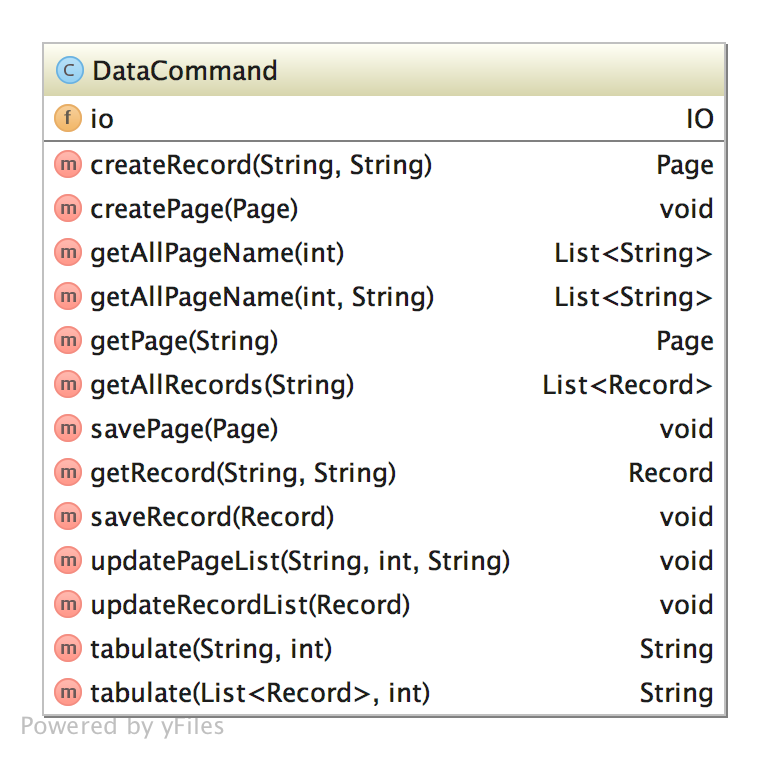 C DataCommand
f io IO
m createRecord(String, String) Page
m createPage(Page) void
m getAllPageName(int) List<String>
m getAllPageName(int, String) List<String>
m getPage(String) Page
m getAllRecords(String) List<Record>
m savePage(Page) void
m getRecord(String, String) Record
m saveRecord(Record) void
m updatePageList(String, int, String) void
m updateRecordList(Record) void
m tabulate(String, int) String
m tabulate(List<Record>, int) String
Powered by yFiles